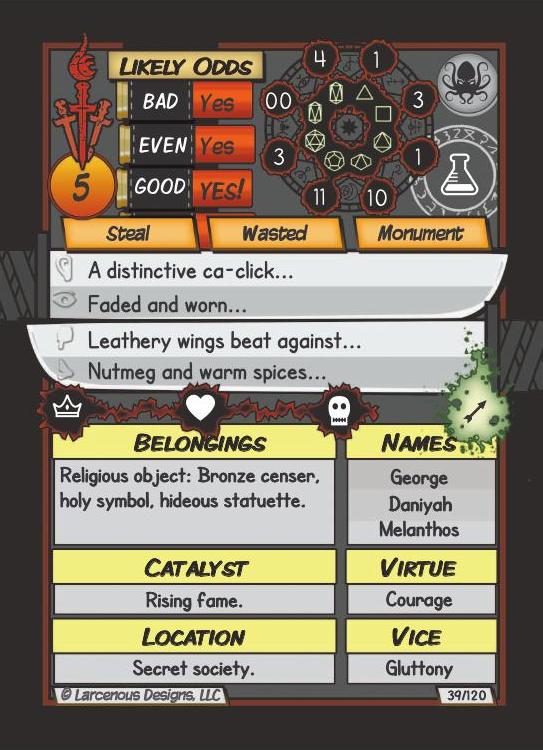 LIKELY ODDS
BAD Yes
EVEN Yes
GOOD YES!
5
4 1
00 3
3 1
11 10
STEAL WASTED MONUMENT
A distinctive ca-click...
Faded and worn...
Leathery wings beat against...
Nutmeg and warm spices...
BELONGINGS
Religious object: Bronze censer,
holy symbol, hideous statuette.
NAMES
George
Daniyah
Melanthos
CATALYST
Rising fame.
VIRTUE
Courage
LOCATION
Secret society.
VICE
Gluttony
© Larcenous Designs, LLC
39/120